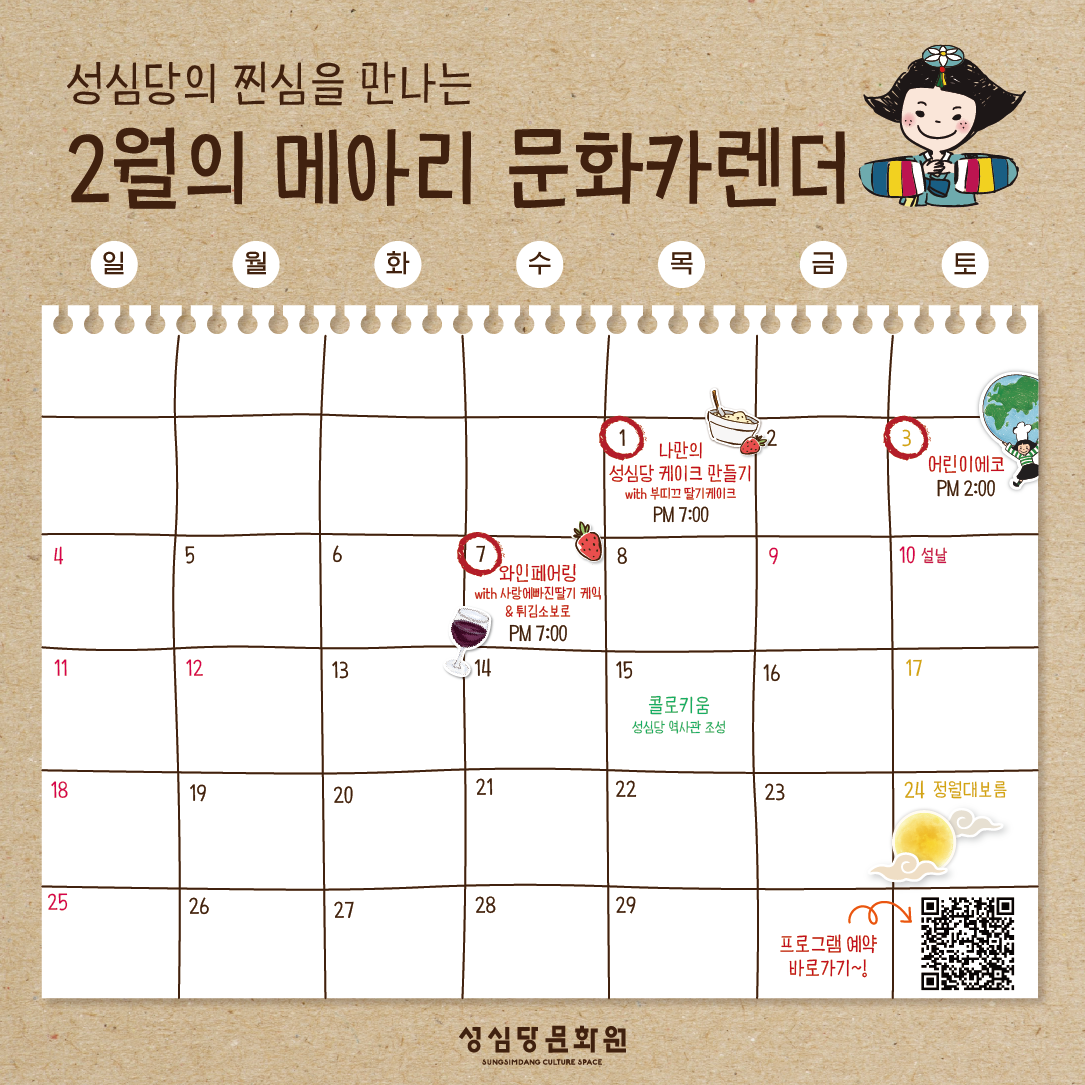 성심당의 찐심을 만나는
2월의 메아리 문화카렌더
일 월 화 수 목 금 토
1
나만의
성심당 케이크 만들기
with 부띠끄 딸기케이크
PM 7:00
2
3
어린이에코
PM 2:00
4
5
6
7
와인페어링
with 사랑에빠진딸기 케익
& 튀김소보로
PM 7:00
8
9
10 설날
11
12
13
14
15
콜로키움
성심당 역사관 조성
16
17
18
19
20
21
22
23
24 정월대보름
25
26
27
28
29
프로그램 예약
바로가기~!
성심당문화원
SUNGSIMDANG CULTURE SPACE